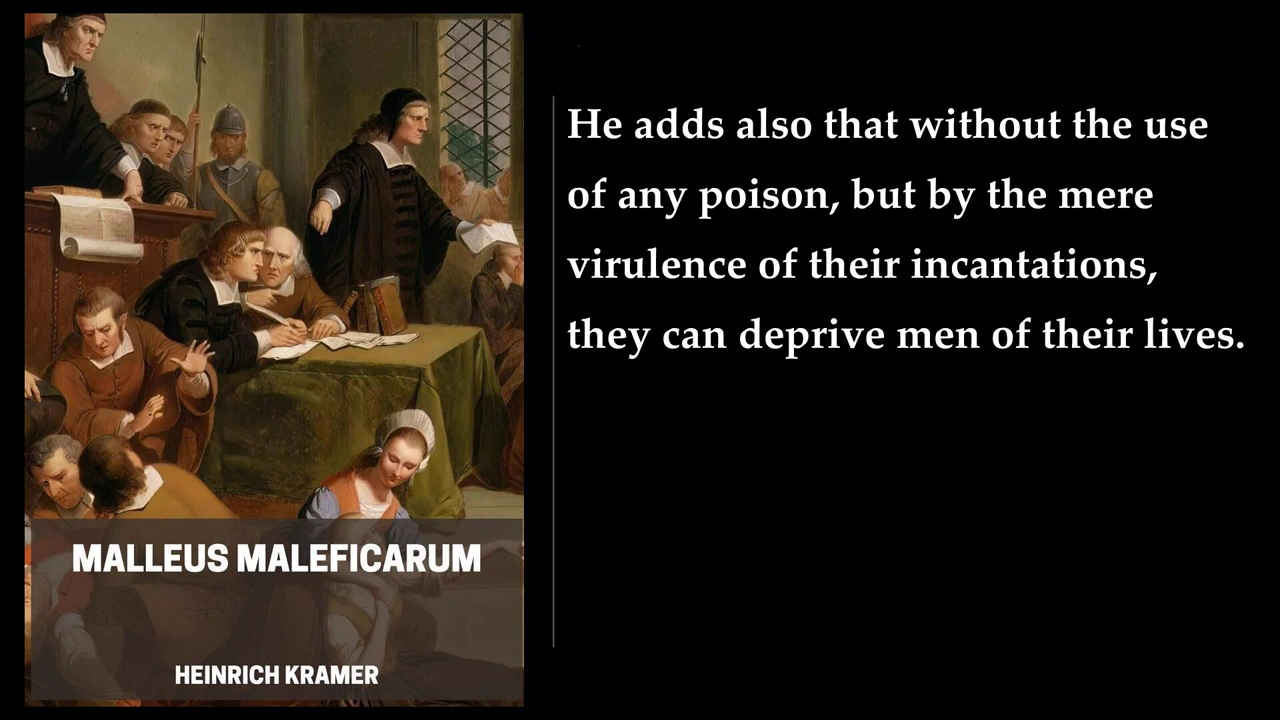 MALLEUS MALEFICARUM
HEINRICH KRAMER
He adds also that without the use
of any poison, but by the mere
virulence of their incantations,
they can deprive men of their lives.